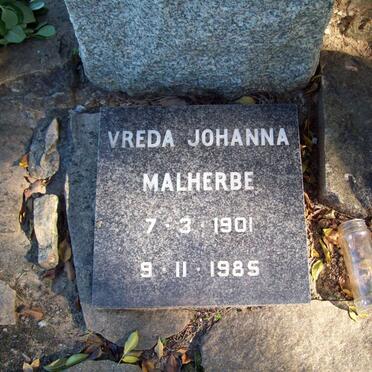 VREDA JOHANNA
MALHERBE
7·3·1901
9·11·1985